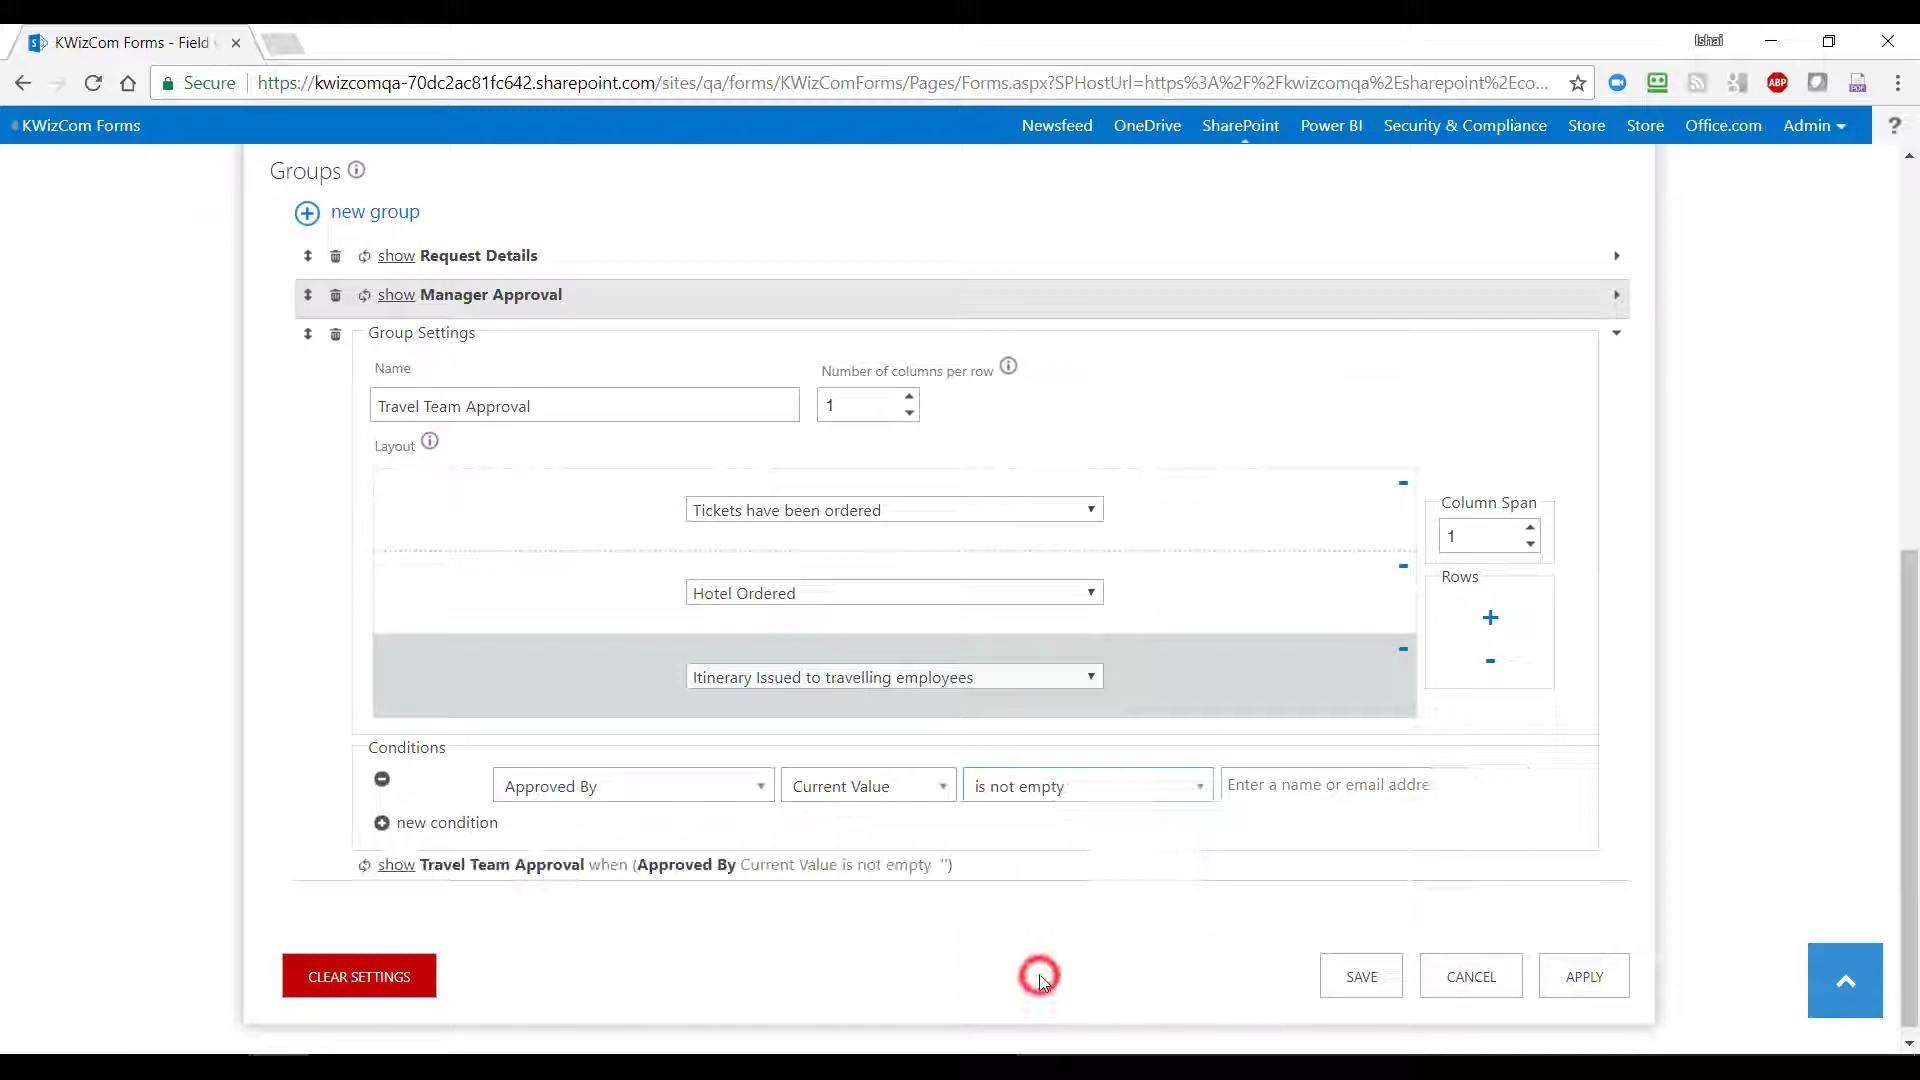 KWizCom Forms - Field
Ishai
Secure https://kwizcomqa-70dc2ac81fc642.sharepoint.com/sites/qa/forms/KWizComForms/Pages/Forms.aspx?SPHostUrl=https%3A%2F%2Fkwizcomqa%2Esharepoint%2Eco...
ABP
PDF
KWizCom Forms Newsfeed OneDrive SharePoint Power BI Security & Compliance Store Store Office.com Admin ?
Groups
new group
show Request Details
show Manager Approval
Group Settings
Name Number of columns per row
Travel Team Approval 1
Layout
Tickets have been ordered
Column Span
1
Hotel Ordered
Rows
+
-
Itinerary Issued to travelling employees
Conditions
Approved By Current Value is not empty Enter a name or email addre
new condition
show Travel Team Approval when (Approved By Current Value is not empty '')
CLEAR SETTINGS SAVE CANCEL APPLY